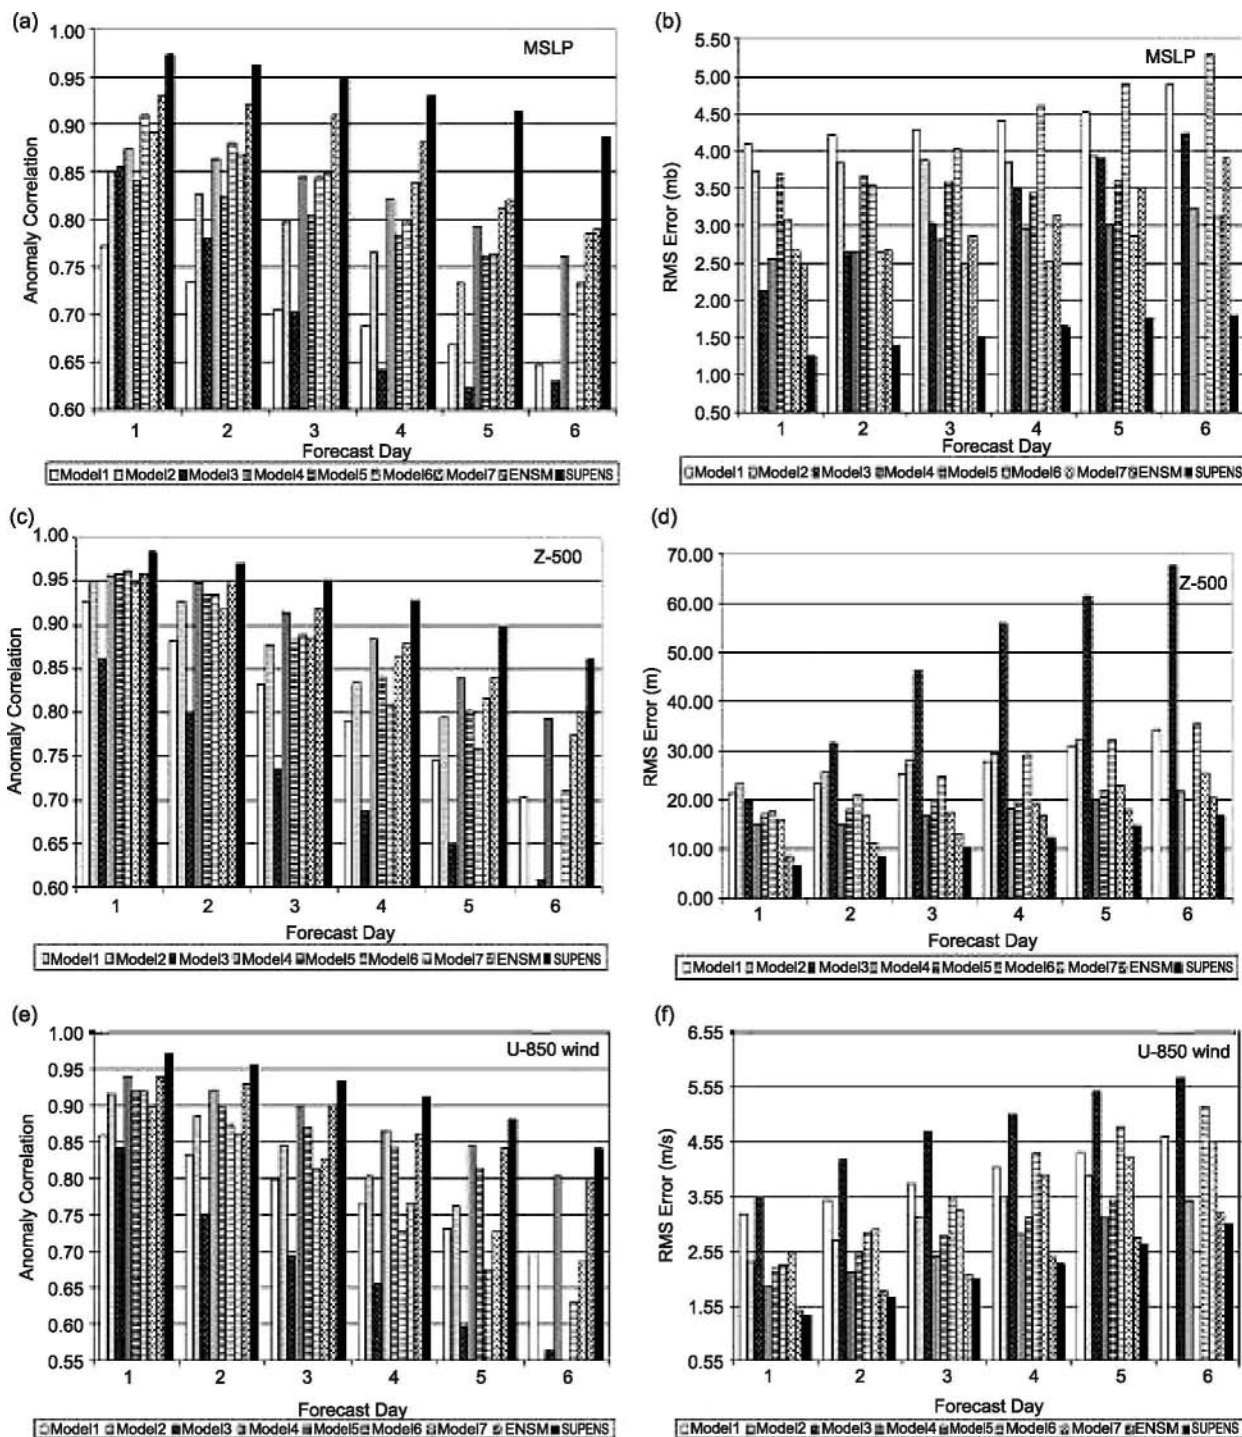 (a)
1.00
0.95
0.90
0.85
0.80
0.75
0.70
0.65
0.60
Anomaly Correlation
MSLP
1 2 3 4 5 6
Forecast Day
Model1 Model2 Model3 Model4 Model5 Model6 Model7 ENSM SUPENS
(b)
5.50
5.00
4.50
4.00
3.50
3.00
2.50
2.00
1.50
1.00
0.50
RMS Error (mb)
MSLP
1 2 3 4 5 6
Forecast Day
Model1 Model2 Model3 Model4 Model5 Model6 Model7 ENSM SUPENS
(c)
1.00
0.95
0.90
0.85
0.80
0.75
0.70
0.65
0.60
Anomaly Correlation
Z-500
1 2 3 4 5 6
Forecast Day
Model1 Model2 Model3 Model4 Model5 Model6 Model7 ENSM SUPENS
(d)
70.00
60.00
50.00
40.00
30.00
20.00
10.00
0.00
RMS Error (m)
Z-500
1 2 3 4 5 6
Forecast Day
Model1 Model2 Model3 Model4 Model5 Model6 Model7 ENSM SUPENS
(e)
1.00
0.95
0.90
0.85
0.80
0.75
0.70
0.65
0.60
0.55
Anomaly Correlation
U-850 wind
1 2 3 4 5 6
Forecast Day
Model1 Model2 Model3 Model4 Model5 Model6 Model7 ENSM SUPENS
(f)
6.55
5.55
4.55
3.55
2.55
1.55
0.55
RMS Error (m/s)
U-850 wind
1 2 3 4 5 6
Forecast Day
Model1 Model2 Model3 Model4 Model5 Model6 Model7 ENSM SUPENS